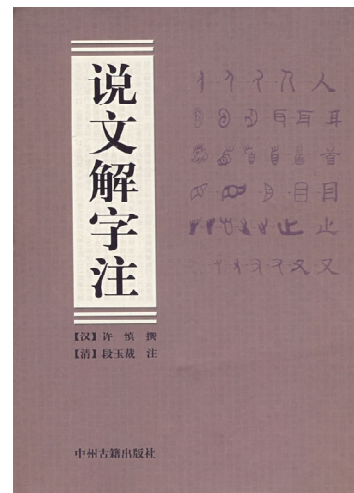 说文解字注
人
耳
首
目
止
又
【汉】许慎 撰
【清】段玉裁 注
中州古籍出版社